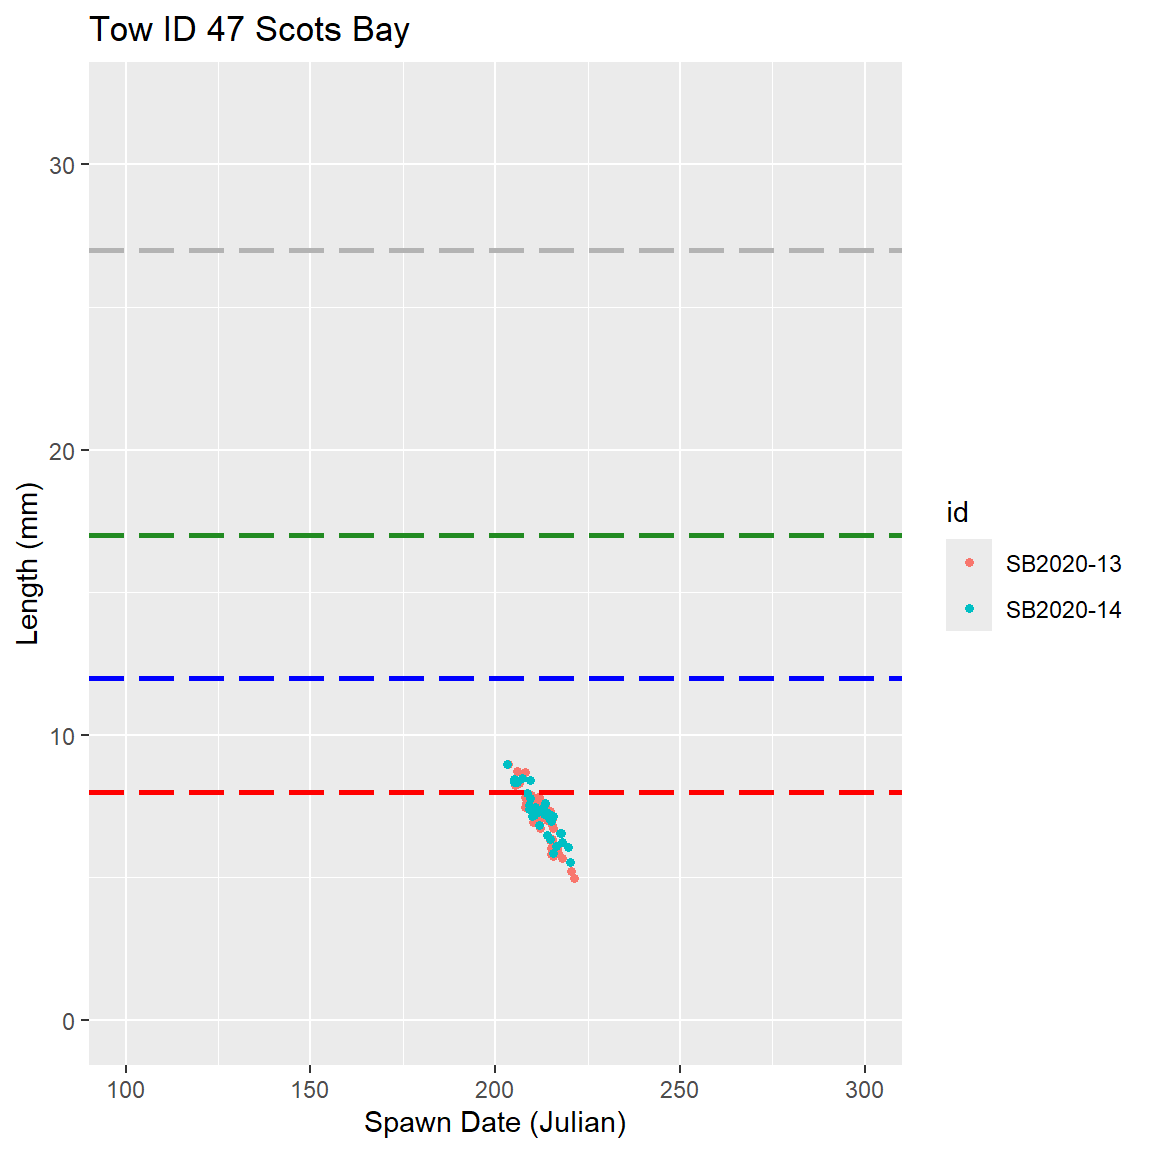 Tow ID 47 Scots Bay
30
20
10
0
Length (mm)
100 150 200 250 300
Spawn Date (Julian)
id
SB2020-13
SB2020-14